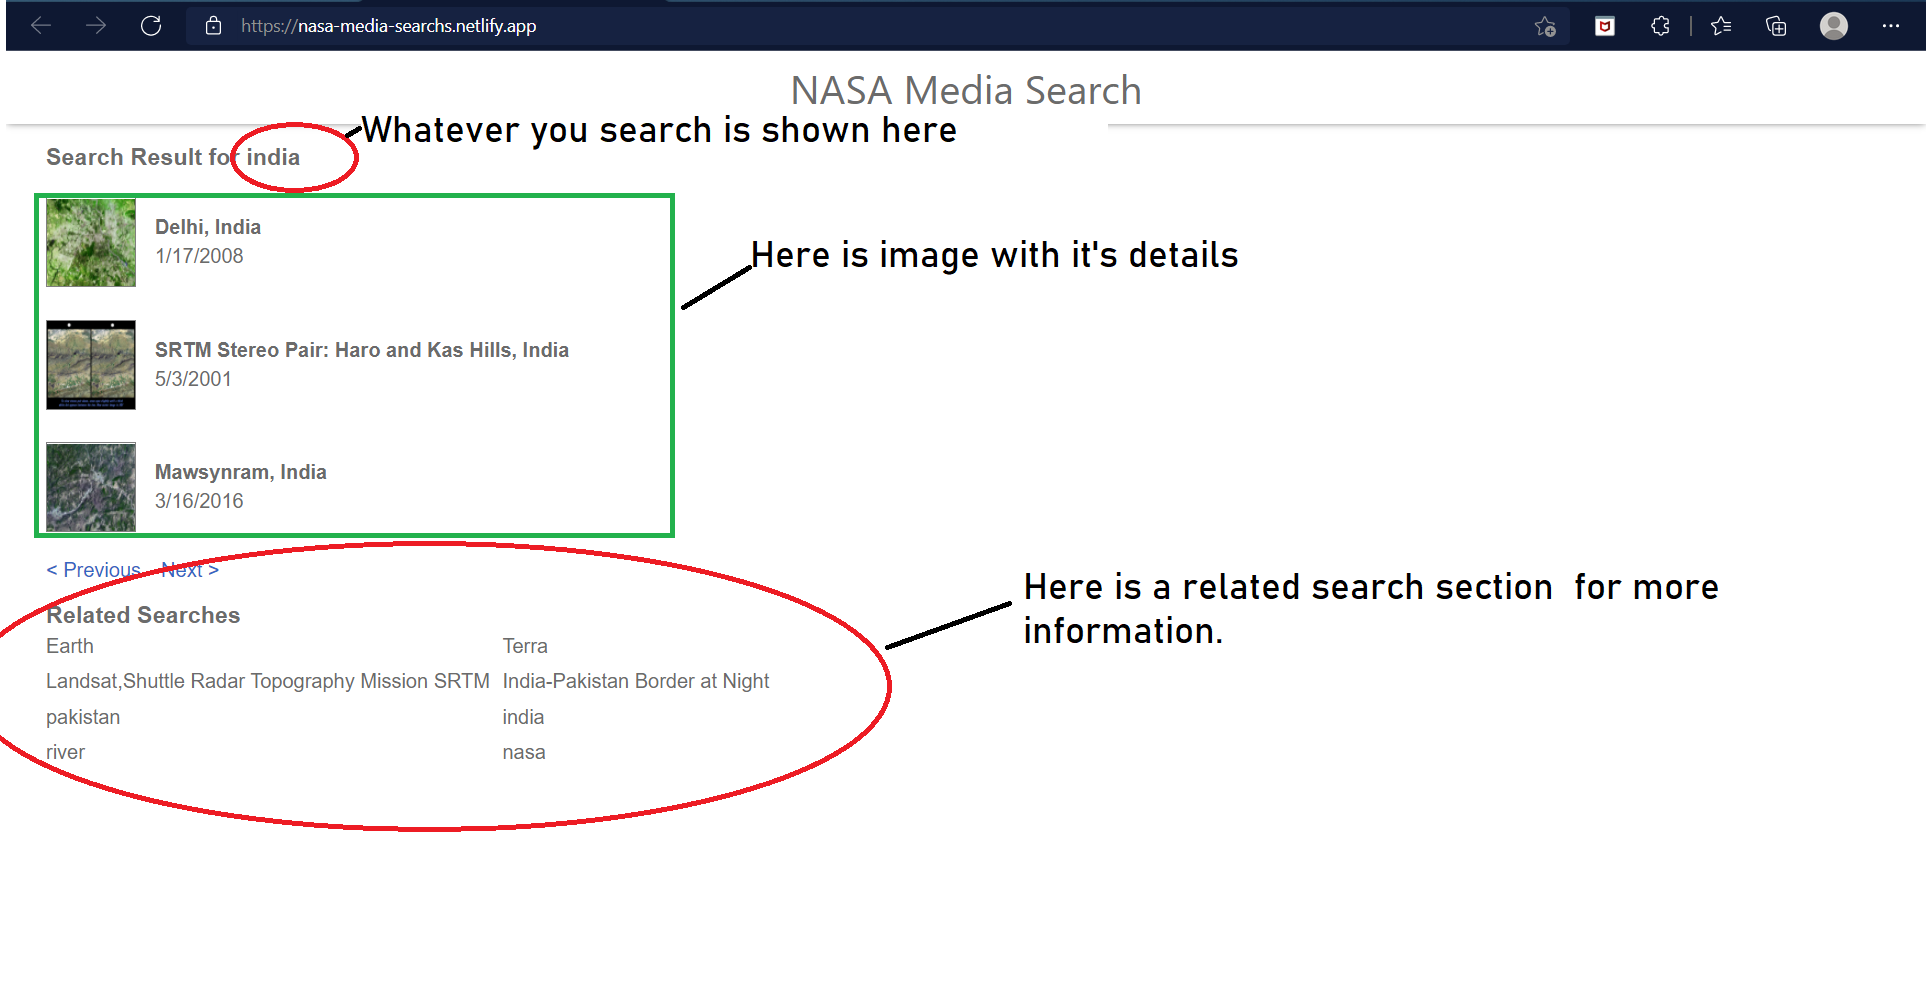 https://nasa-media-searchs.netlify.app
NASA Media Search
Whatever you search is shown here
Search Result for india
Delhi, India
1/17/2008
Here is image with it's details
SRTM Stereo Pair: Haro and Kas Hills, India
5/3/2001
Mawsynram, India
3/16/2016
< Previous Next >
Here is a related search section for more
information.
Related Searches
Earth Terra
Landsat,Shuttle Radar Topography Mission SRTM India-Pakistan Border at Night
pakistan india
river nasa